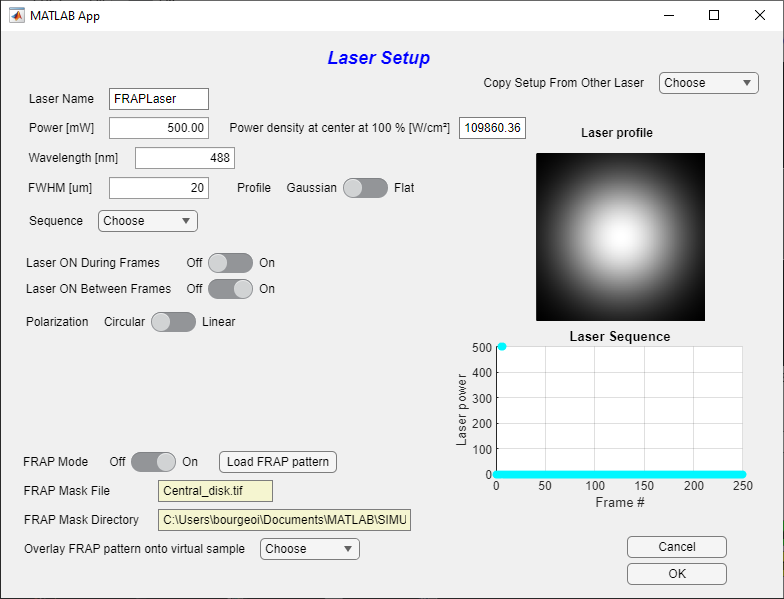 MATLAB App
Laser Setup
Copy Setup From Other Laser Choose
Laser Name FRAPLaser
Power [mW] 500.00 Power density at center at 100 % [W/cm²] 109860.36
Wavelength [nm] 488
FWHM [um] 20 Profile Gaussian Flat
Sequence Choose
Laser ON During Frames Off On
Laser ON Between Frames Off On
Polarization Circular Linear
Laser profile
Laser Sequence
Laser power
500
400
300
200
100
0
0 50 100 150 200 250
Frame #
FRAP Mode Off On Load FRAP pattern
FRAP Mask File Central_disk.tif
FRAP Mask Directory C:\Users\bourgeoi\Documents\MATLAB\SIMU
Overlay FRAP pattern onto virtual sample Choose
Cancel
OK